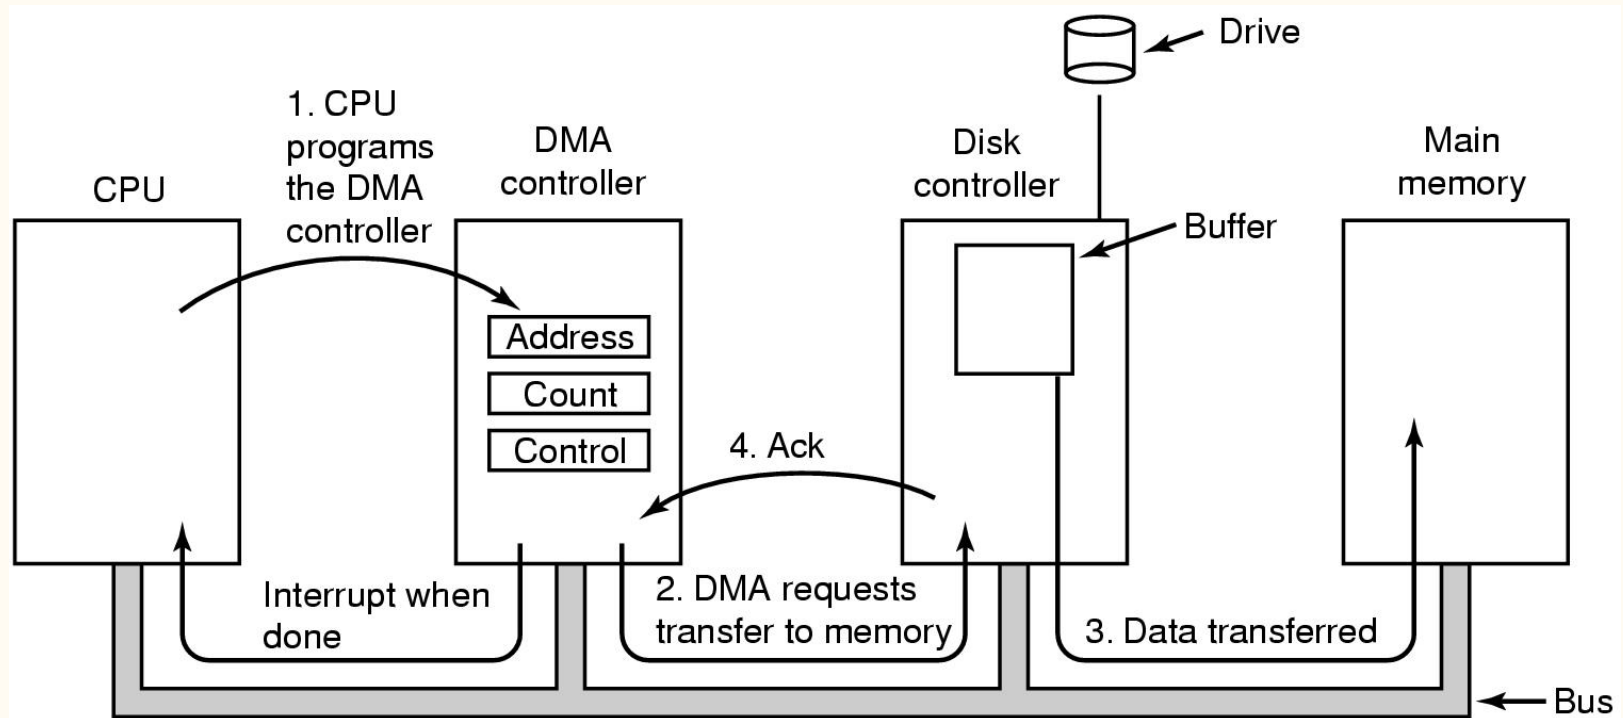 Drive
1. CPU
programs
the DMA
controller
CPU
DMA
controller
Disk
controller
Main
memory
Buffer
Address
Count
Control
4. Ack
Interrupt when
done
2. DMA requests
transfer to memory
3. Data transferred
Bus